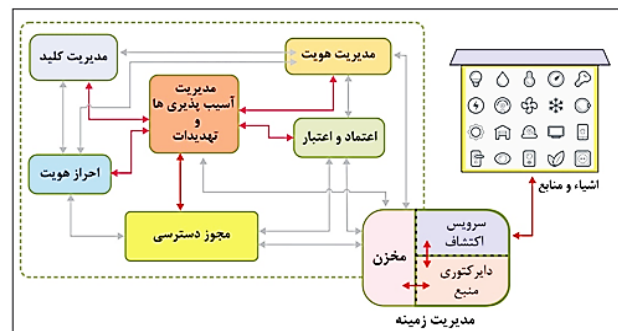 مدیریت کلید
مدیریت هویت
مدیریت
آسیب پذیری ها
و
تهدیدات
اعتماد و اعتبار
احراز هویت
مجوز دسترسی
اشیاء و منابع
مخزن
سرویس
اکتشاف
دایرکتوری
منبع
مدیریت زمینه